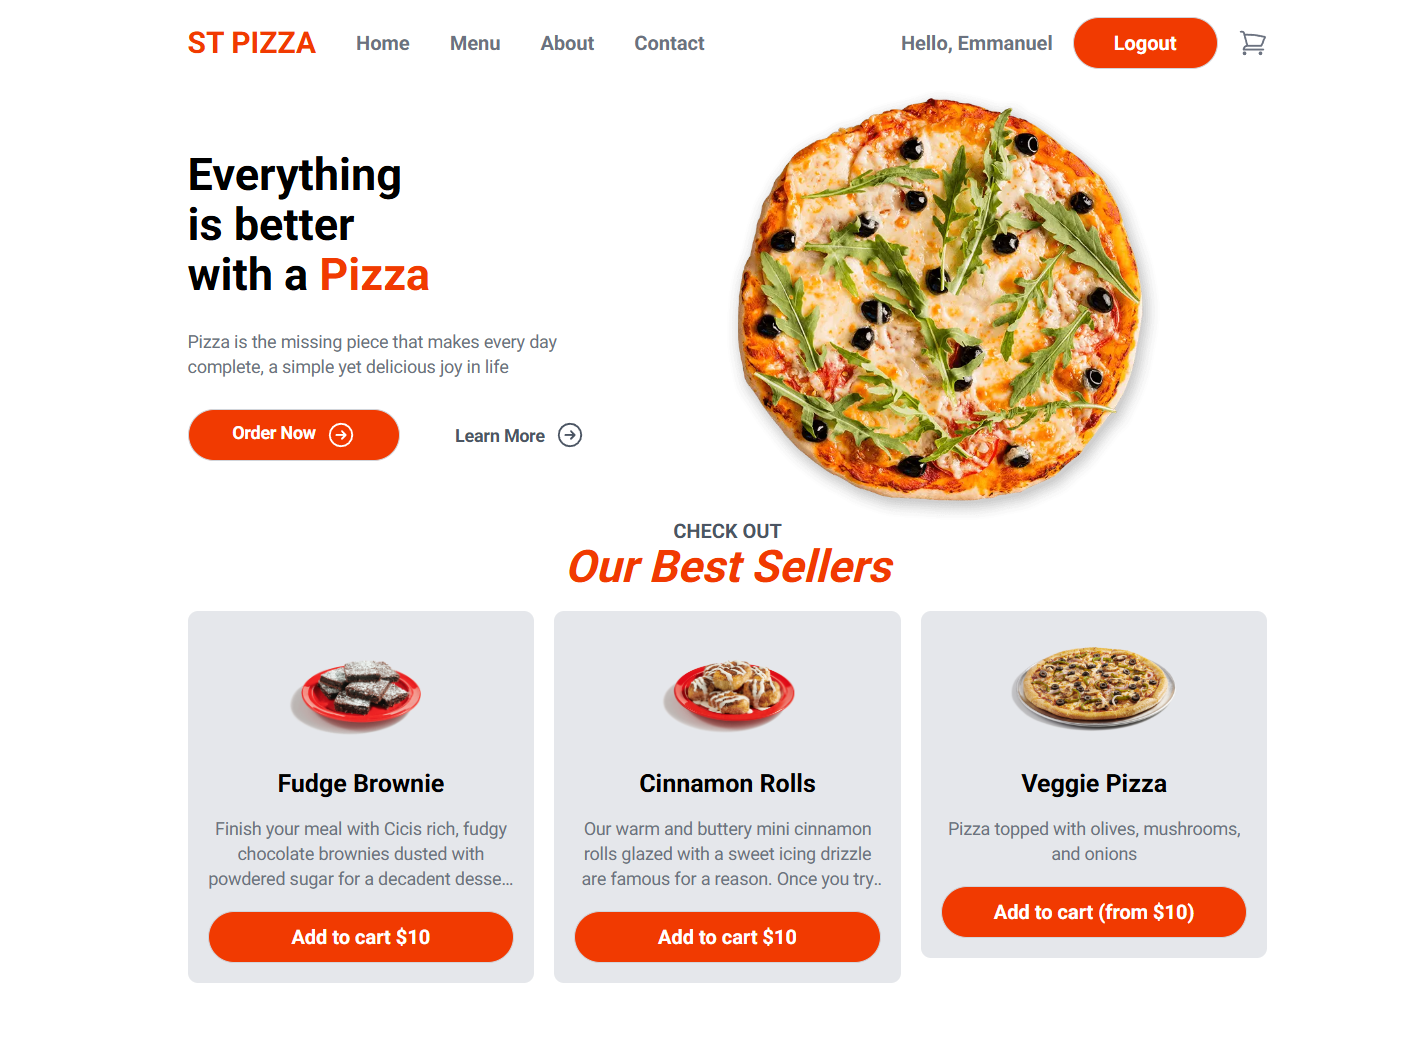 ST PIZZA
Home
Menu
About
Contact
Hello, Emmanuel
Logout
Everything
is better
with a Pizza
Pizza is the missing piece that makes every day
complete, a simple yet delicious joy in life
Order Now
Learn More
CHECK OUT
Our Best Sellers
Fudge Brownie
Finish your meal with Cicis rich, fudgy
chocolate brownies dusted with
powdered sugar for a decadent desse...
Add to cart $10
Cinnamon Rolls
Our warm and buttery mini cinnamon
rolls glazed with a sweet icing drizzle
are famous for a reason. Once you try..
Add to cart $10
Veggie Pizza
Pizza topped with olives, mushrooms,
and onions
Add to cart (from $10)